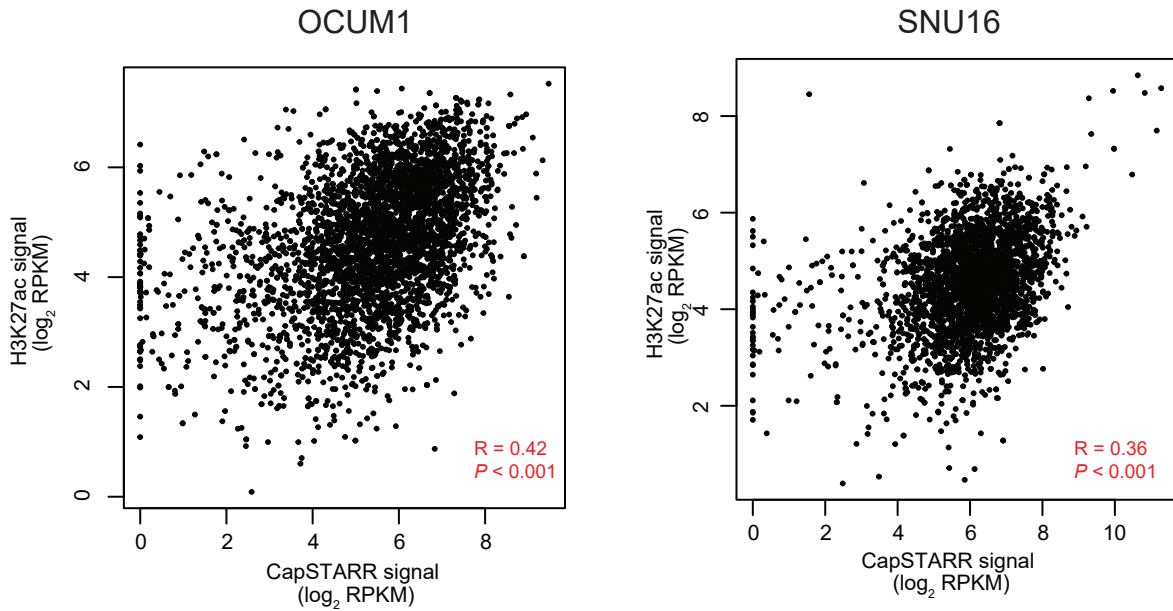 OCUM1
H3K27ac signal
(log2 RPKM)
6
4
2
0
R = 0.42
P < 0.001
0 2 4 6 8
CapSTARR signal
(log2 RPKM)
SNU16
H3K27ac signal
(log2 RPKM)
8
6
4
2
R = 0.36
P < 0.001
0 2 4 6 8 10
CapSTARR signal
(log2 RPKM)